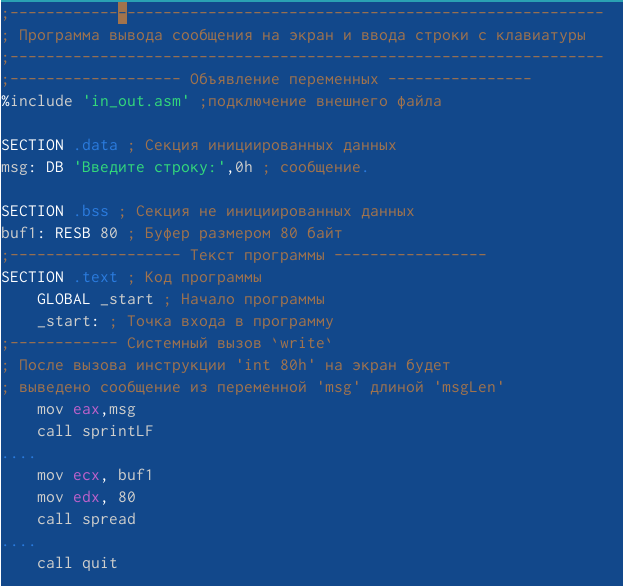 ;------------------------------------------------------------------
; Программа вывода сообщения на экран и ввода строки с клавиатуры
;------------------------------------------------------------------
;------------------- Объявление переменных ----------------
%include 'in_out.asm' ;подключение внешнего файла
SECTION .data ; Секция инициированных данных
msg: DB 'Введите строку:',0h ; сообщение.
SECTION .bss ; Секция не инициированных данных
buf1: RESB 80 ; Буфер размером 80 байт
;------------------- Текст программы -----------------
SECTION .text ; Код программы
GLOBAL _start ; Начало программы
_start: ; Точка входа в программу
;------------ Системный вызов `write`
; После вызова инструкции 'int 80h' на экран будет
; выведено сообщение из переменной 'msg' длиной 'msgLen'
mov eax,msg
call sprintLF
....
mov ecx, buf1
mov edx, 80
call spread
....
call quit